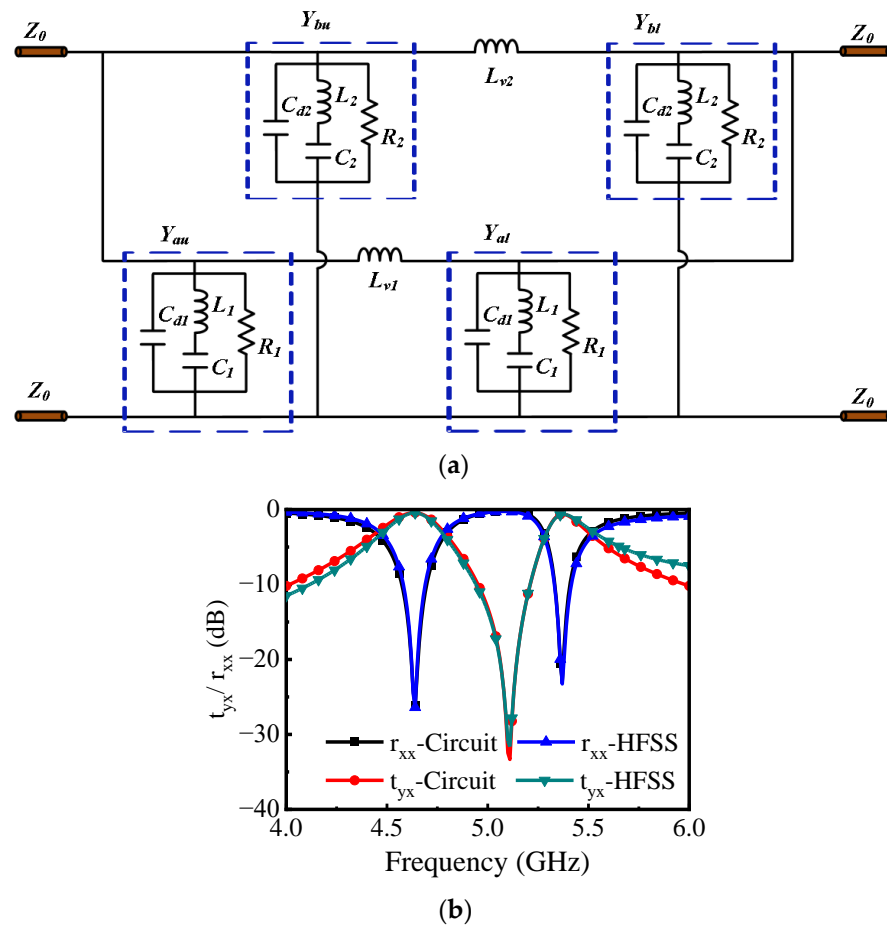 Z0 Ybu Ybl Z0
Lv2
Cd2 L2 R2 C2
Cd2 L2 R2 C2
Yau Yal
Lv1
Cd1 L1 R1 C1
Cd1 L1 R1 C1
Z0 Z0
(a)
0
−10
−20
−30
−40
tyx/ rxx (dB)
rxx-Circuit rxx-HFSS
tyx-Circuit tyx-HFSS
4.0 4.5 5.0 5.5 6.0
Frequency (GHz)
(b)